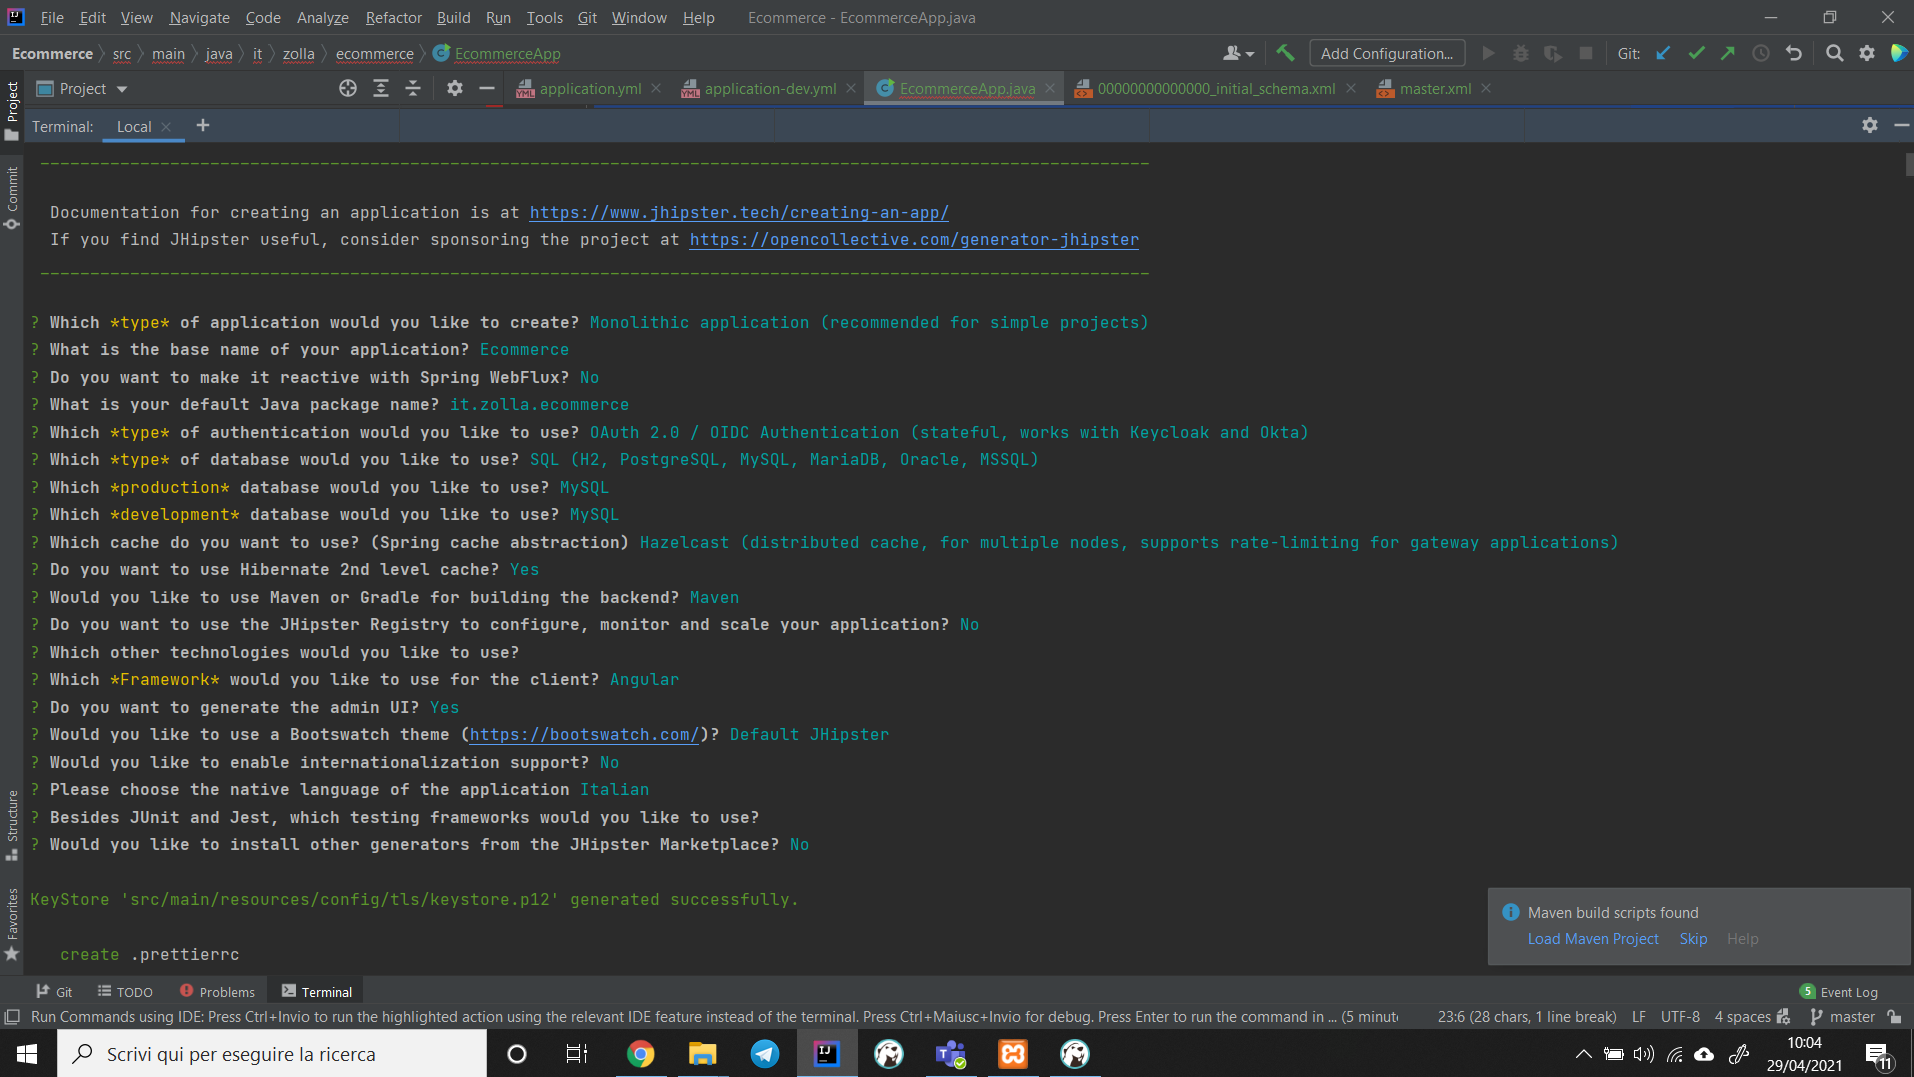 File Edit View Navigate Code Analyze Refactor Build Run Tools Git Window Help Ecommerce - EcommerceApp.java
Ecommerce src main java it zolla ecommerce EcommerceApp Add Configuration... Git:
Project application.yml application-dev.yml EcommerceApp.java 00000000000000_initial_schema.xml master.xml
Project
Commit
Structure
Favorites
Terminal: Local +
------------------------------------------------------------
Documentation for creating an application is at https://www.jhipster.tech/creating-an-app/
If you find JHipster useful, consider sponsoring the project at https://opencollective.com/generator-jhipster
------------------------------------------------------------
? Which *type* of application would you like to create? Monolithic application (recommended for simple projects)
? What is the base name of your application? Ecommerce
? Do you want to make it reactive with Spring WebFlux? No
? What is your default Java package name? it.zolla.ecommerce
? Which *type* of authentication would you like to use? OAuth 2.0 / OIDC Authentication (stateful, works with Keycloak and Okta)
? Which *type* of database would you like to use? SQL (H2, PostgreSQL, MySQL, MariaDB, Oracle, MSSQL)
? Which *production* database would you like to use? MySQL
? Which *development* database would you like to use? MySQL
? Which cache do you want to use? (Spring cache abstraction) Hazelcast (distributed cache, for multiple nodes, supports rate-limiting for gateway applications)
? Do you want to use Hibernate 2nd level cache? Yes
? Would you like to use Maven or Gradle for building the backend? Maven
? Do you want to use the JHipster Registry to configure, monitor and scale your application? No
? Which other technologies would you like to use?
? Which *Framework* would you like to use for the client? Angular
? Do you want to generate the admin UI? Yes
? Would you like to use a Bootswatch theme (https://bootswatch.com/)? Default JHipster
? Would you like to enable internationalization support? No
? Please choose the native language of the application Italian
? Besides JUnit and Jest, which testing frameworks would you like to use?
? Would you like to install other generators from the JHipster Marketplace? No
KeyStore 'src/main/resources/config/tls/keystore.p12' generated successfully.
create .prettierrc
Maven build scripts found
Load Maven Project Skip Help
Git TODO Problems Terminal 5 Event Log
Run Commands using IDE: Press Ctrl+Invio to run the highlighted action using the relevant IDE feature instead of the terminal. Press Ctrl+Maiusc+Invio for debug. Press Enter to run the command in ... (5 minut 23:6 (28 chars, 1 line break) LF UTF-8 4 spaces master
Scrivi qui per eseguire la ricerca
10:04
29/04/2021
11